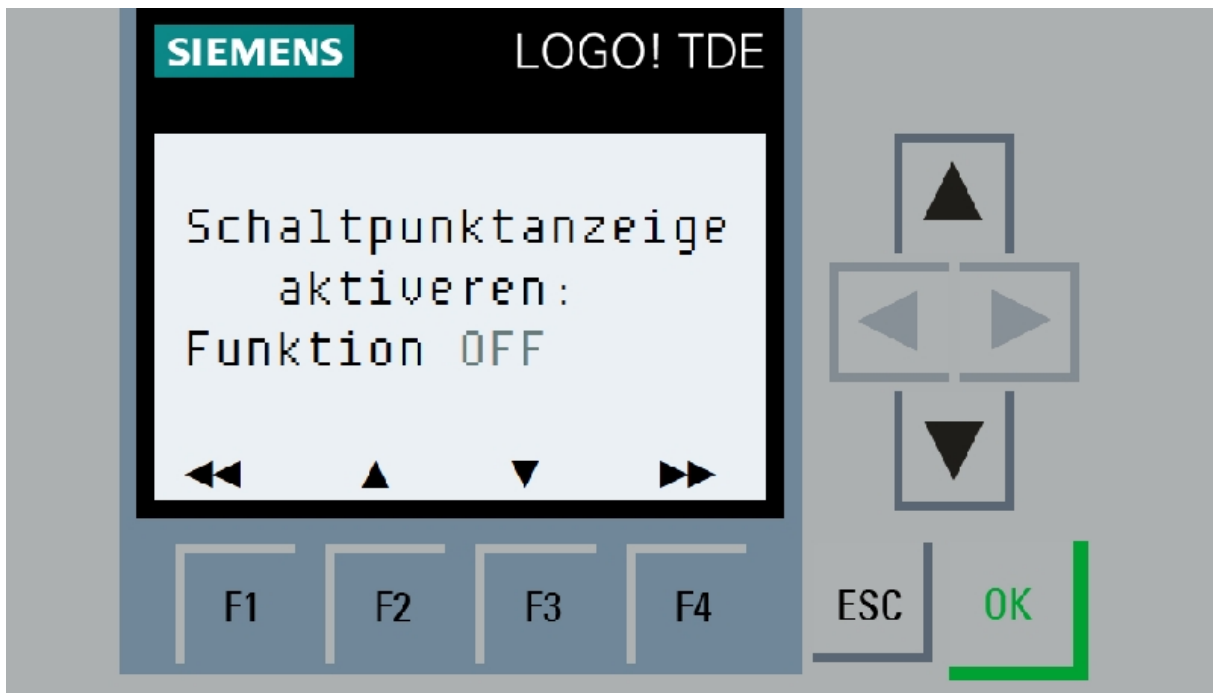 SIEMENS LOGO! TDE
Schaltpunktanzeige
aktiveren:
Funktion OFF
F1 F2 F3 F4 ESC OK